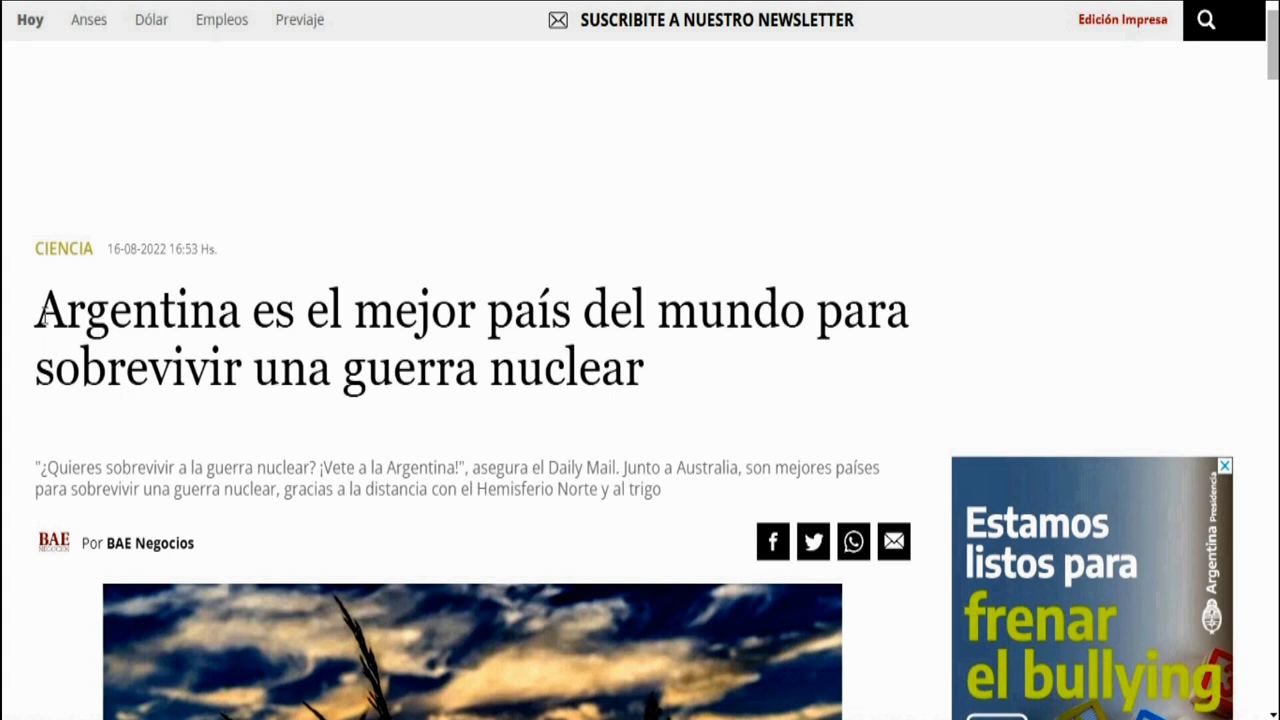 Hoy Anses Dólar Empleos Previaje SUSCRIBITE A NUESTRO NEWSLETTER Edición Impresa
CIENCIA 16-08-2022 16:53 Hs.
Argentina es el mejor país del mundo para
sobrevivir una guerra nuclear
"¿Quieres sobrevivir a la guerra nuclear? ¡Vete a la Argentina!", asegura el Daily Mail. Junto a Australia, son mejores países
para sobrevivir una guerra nuclear, gracias a la distancia con el Hemisferio Norte y al trigo
BAE
NEGOCIOS
Por BAE Negocios
Estamos
listos para
frenar
el bullying
Argentina Presidencia